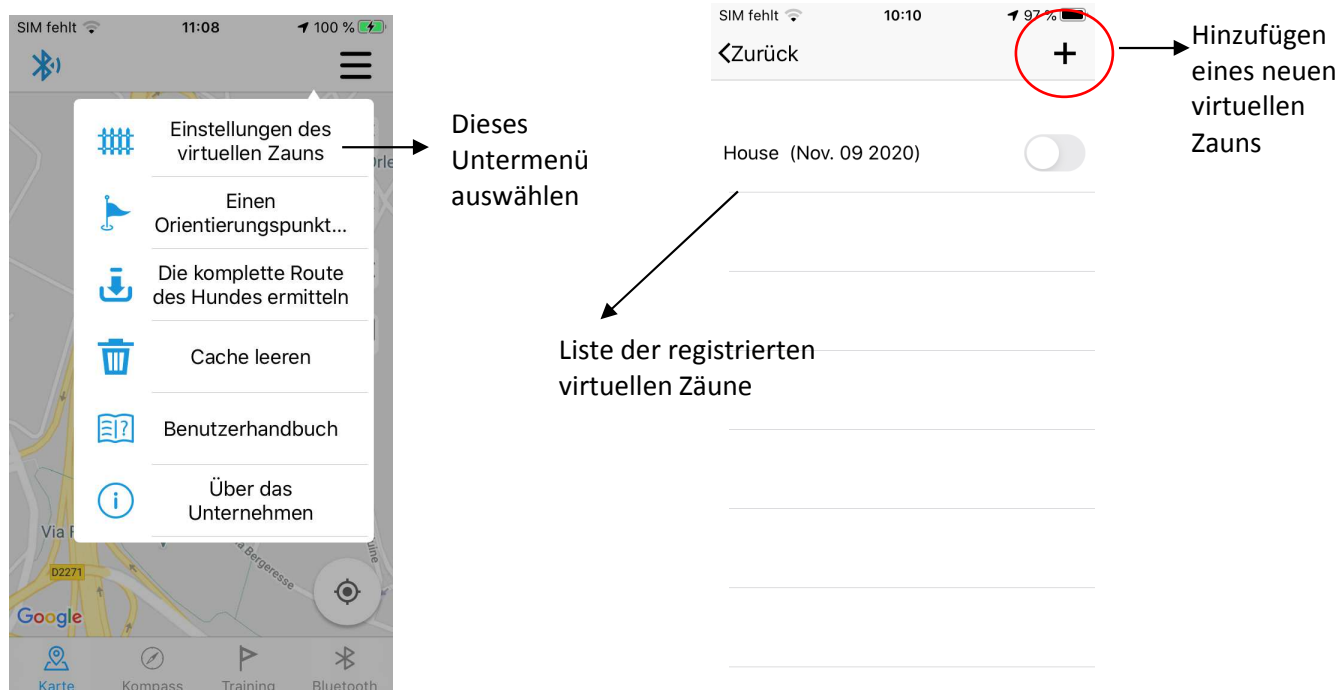 SIM fehlt 11:08 100 %
Einstellungen des
virtuellen Zauns
Einen
Orientierungspunkt...
Die komplette Route
des Hundes ermitteln
Cache leeren
Benutzerhandbuch
Über das
Unternehmen
D2271
a Bergeresse
Google
Karte Kompass Training Bluetooth
Dieses
Untermenü
auswählen
SIM fehlt 10:10 97 %
Zurück
House (Nov. 09 2020)
Hinzufügen
eines neuen
virtuellen
Zauns
Liste der registrierten
virtuellen Zäune